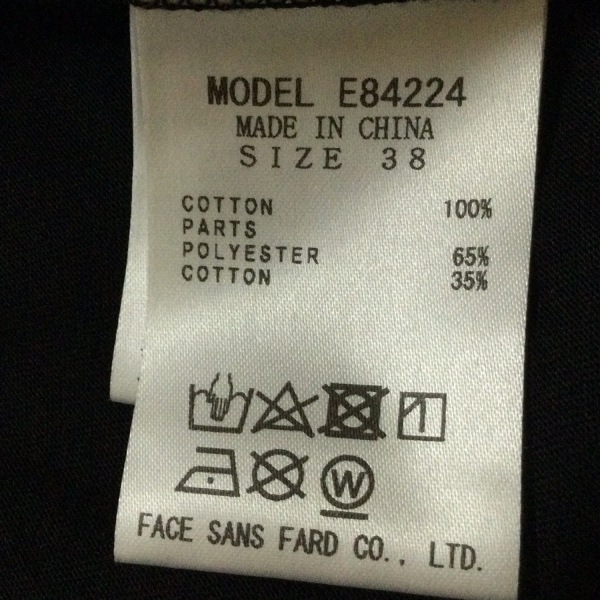 MODEL E84224
MADE IN CHINA
SIZE 38
COTTON 100%
PARTS
POLYESTER 65%
COTTON 35%
W
FACE SANS FARD CO., LTD.